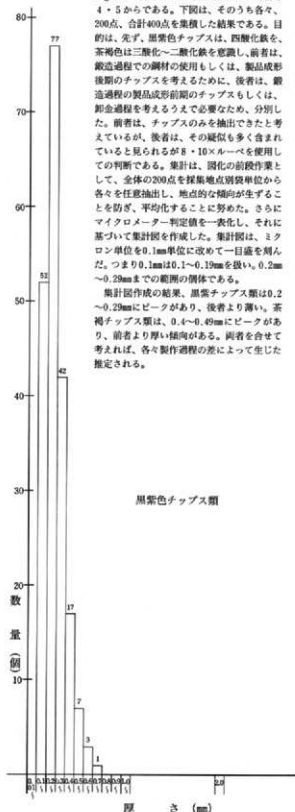 4・5からである。下図は、そのうち各々、
200点、合計400点を集積した結果である。目
的は、先ず、黒紫色チップスは、四酸化鉄を、
茶褐色は三酸化〜二酸化鉄を意識し、前者は、
鍛造過程での鋼材の使用もしくは、製品成形
後期のチップスを考えるために、後者は、鍛
造過程の製品成形前期のチップスもしくは、
卸金過程を考えるうえで必要なため、分別し
た。前者は、チップスのみを抽出できたと考
えているが、後者は、その疑似も多く含まれ
ていると見られるが8・10×ルーペを使用し
ての判断である。集計は、図化の前段作業と
して、全体の200点を採集地点別袋単位から
各々を任意抽出し、地点的な傾向が生ずるこ
とを防ぎ、平均化することに努めた。さらに
マイクロメーター判定値を一表化し、それに
基づいて集計図を作成した。集計図は、ミク
ロン単位を0.1mm単位に改めて一目盛を刻ん
だ。つまり0.1mmは0.1〜0.19mmを扱い、0.2mm
〜0.29mmまでの範囲の個体である。
集計図作成の結果、黒紫チップス類は0.2
〜0.29mmにピークがあり、後者より薄い。茶
褐チップス類は、0.4〜0.49mmにピークがあ
り、前者より厚い傾向がある。両者を合せて
考えれば、各々製作過程の差によって生じた
推定される。
黒紫色チップス類
80
77
70
60
52
50
42
40
30
20
17
10
7
3
1
数量(個)
0.01 0.1 0.2 0.3 0.4 0.5 0.6 0.7 0.8 0.9 1.0 2.0
厚 さ (mm)